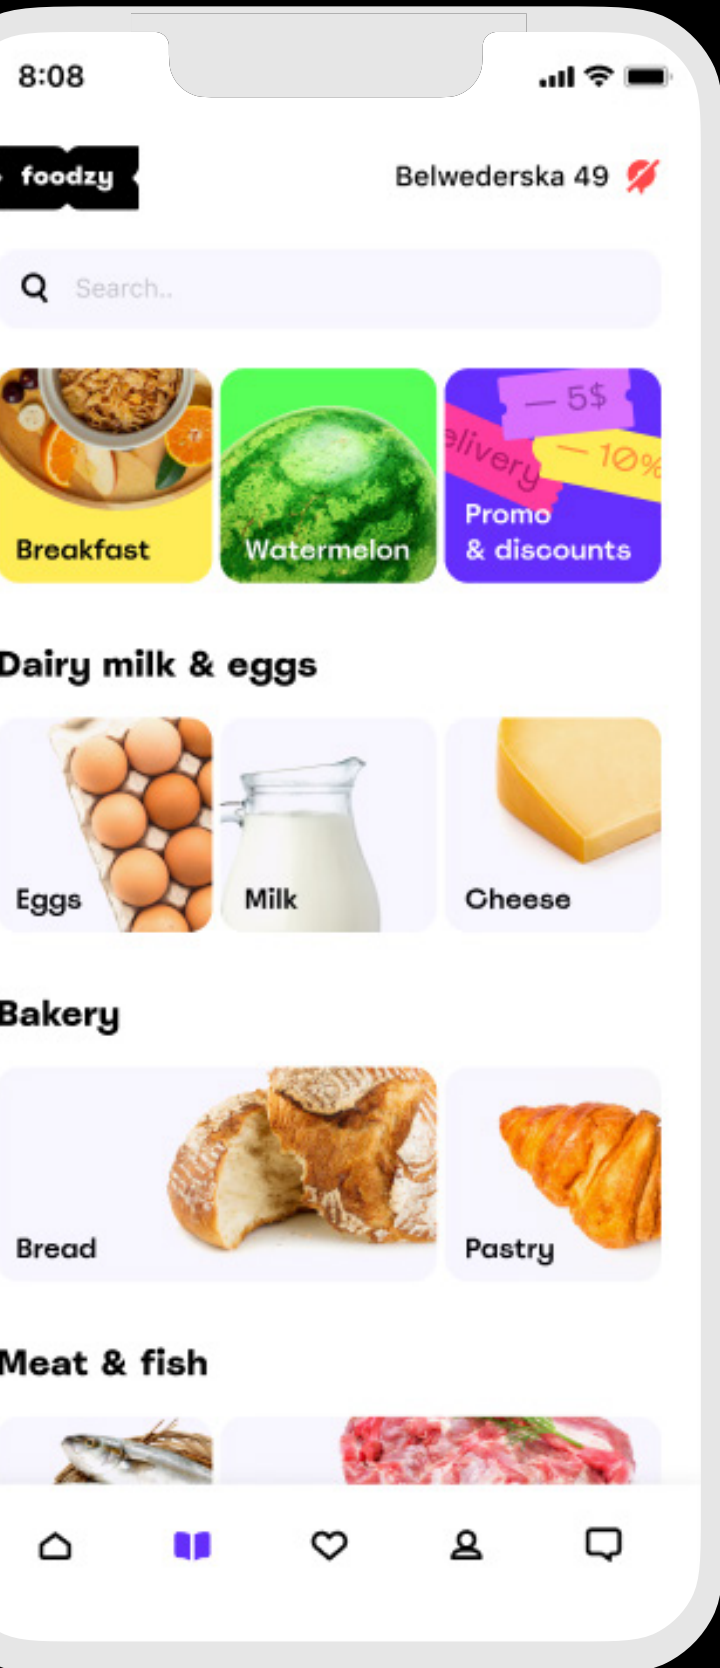 8:08
foodzy
Belwederska 49
Search..
— 5$
elivery
— 10%
Breakfast
Watermelon
Promo
& discounts
Dairy milk & eggs
Eggs
Milk
Cheese
Bakery
Bread
Pastry
Meat & fish